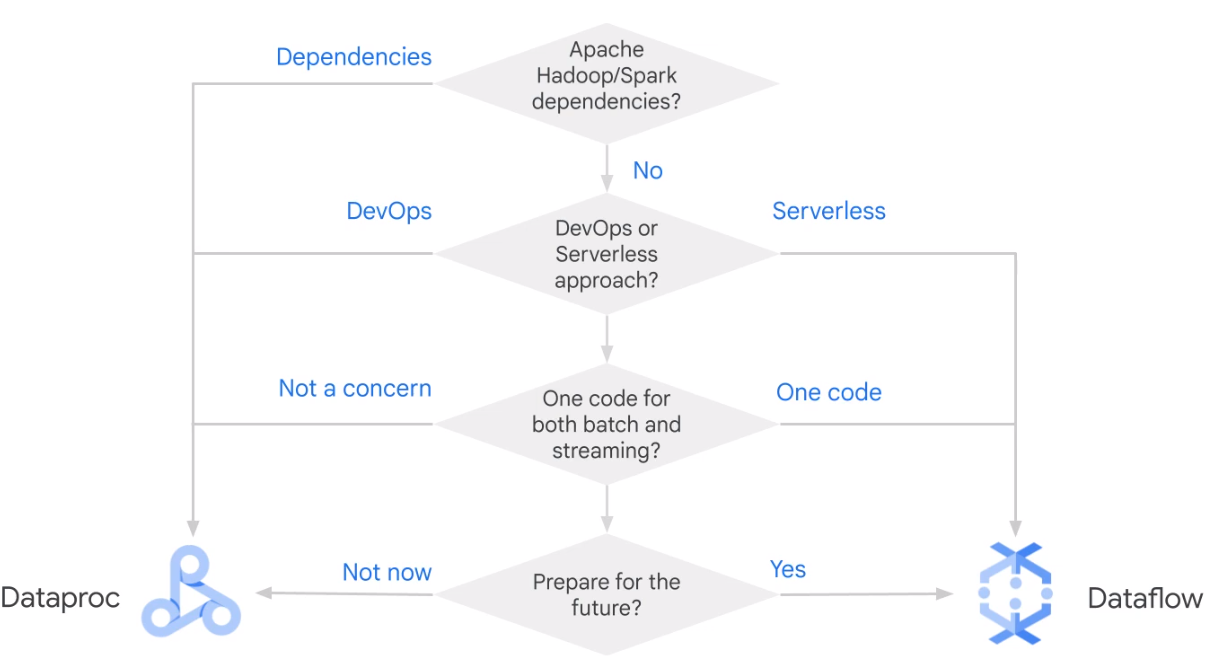 Dependencies
Apache
Hadoop/Spark
dependencies?
No
DevOps
DevOps or
Serverless
approach?
Serverless
Not a concern
One code for
both batch and
streaming?
One code
Dataproc
Not now
Prepare for the
future?
Yes
Dataflow